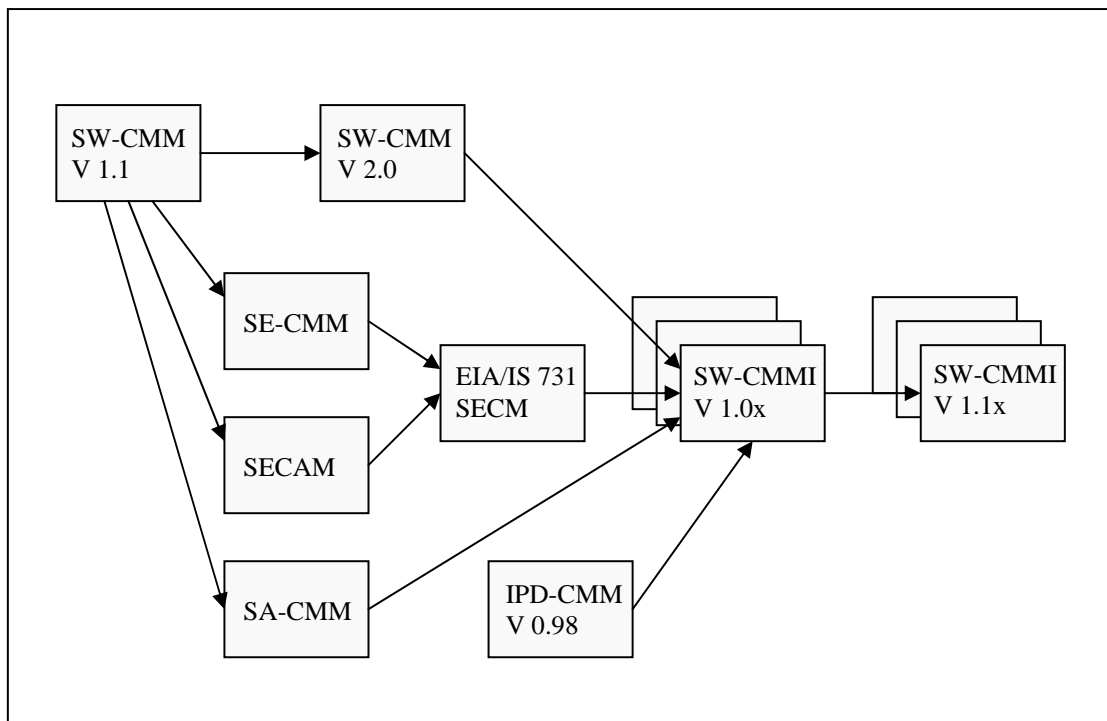 SW-CMM
V 1.1
SW-CMM
V 2.0
SE-CMM
EIA/IS 731
SECM
SW-CMMI
V 1.0x
SW-CMMI
V 1.1x
SECAM
SA-CMM
IPD-CMM
V 0.98